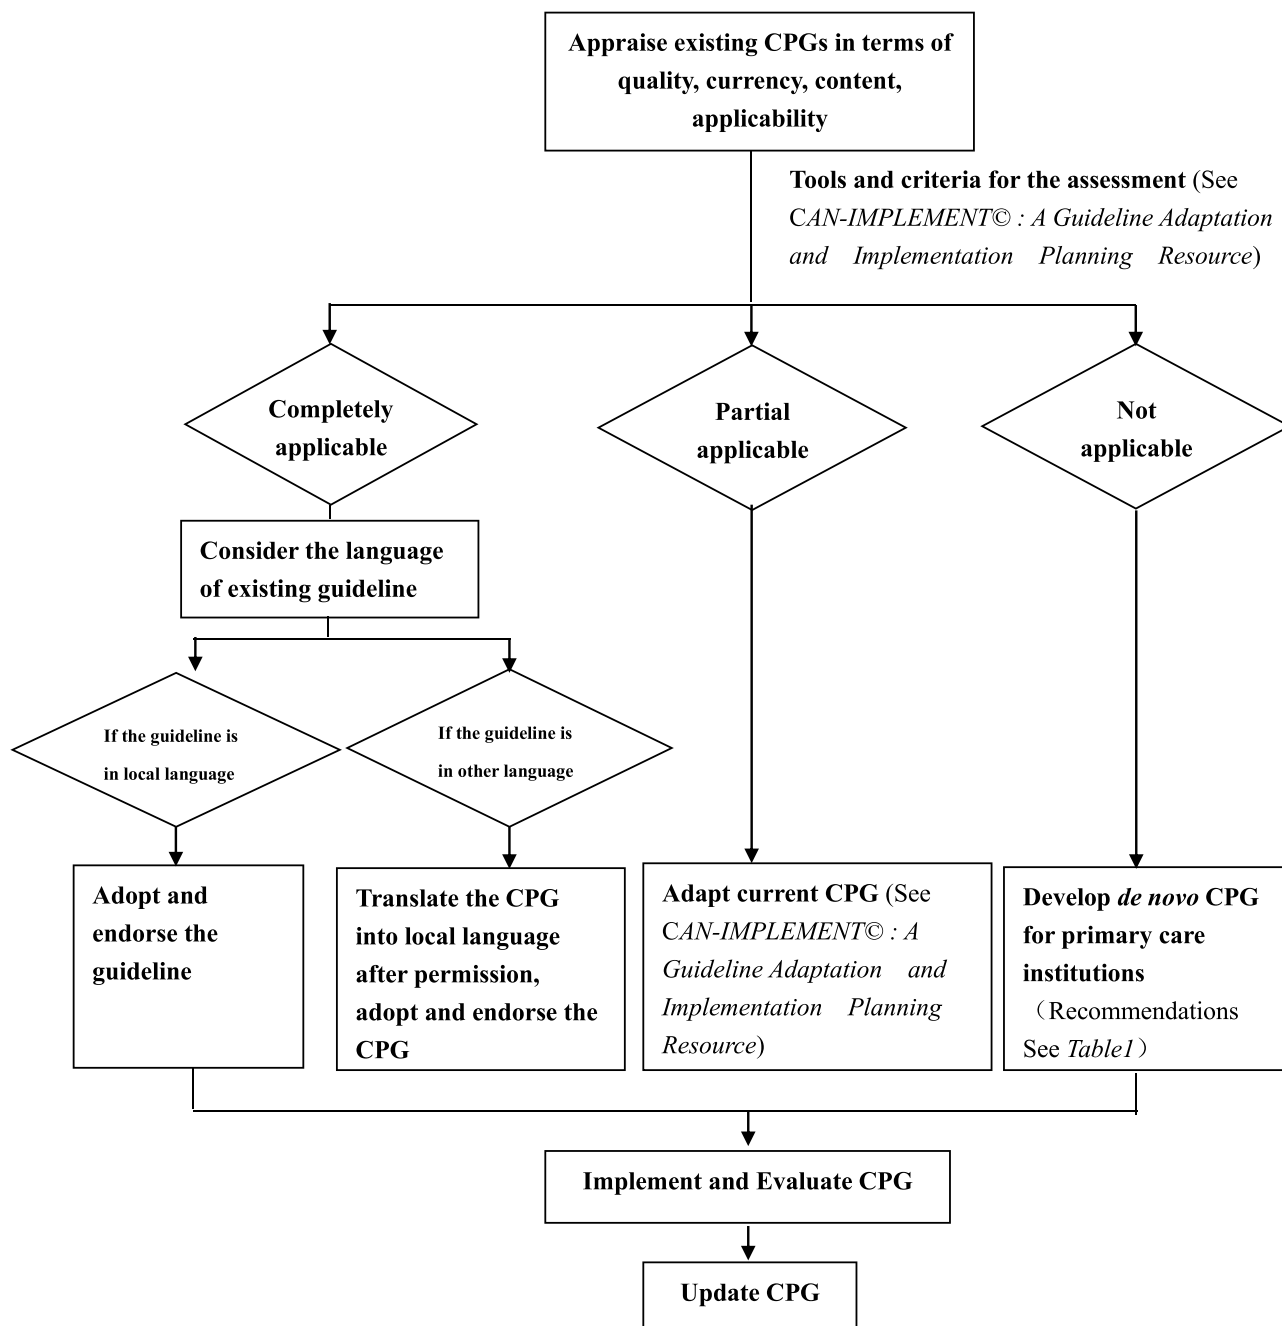 Appraise existing CPGs in terms of
quality, currency, content,
applicability
Tools and criteria for the assessment (See
CAN-IMPLEMENT© : A Guideline Adaptation
and Implementation Planning Resource)
Completely
applicable
Partial
applicable
Not
applicable
Consider the language
of existing guideline
If the guideline is
in local language
If the guideline is
in other language
Adopt and
endorse the
guideline
Translate the CPG
into local language
after permission,
adopt and endorse the
CPG
Adapt current CPG (See
CAN-IMPLEMENT© : A
Guideline Adaptation and
Implementation Planning
Resource)
Develop de novo CPG
for primary care
institutions
（Recommendations
See Table1）
Implement and Evaluate CPG
Update CPG